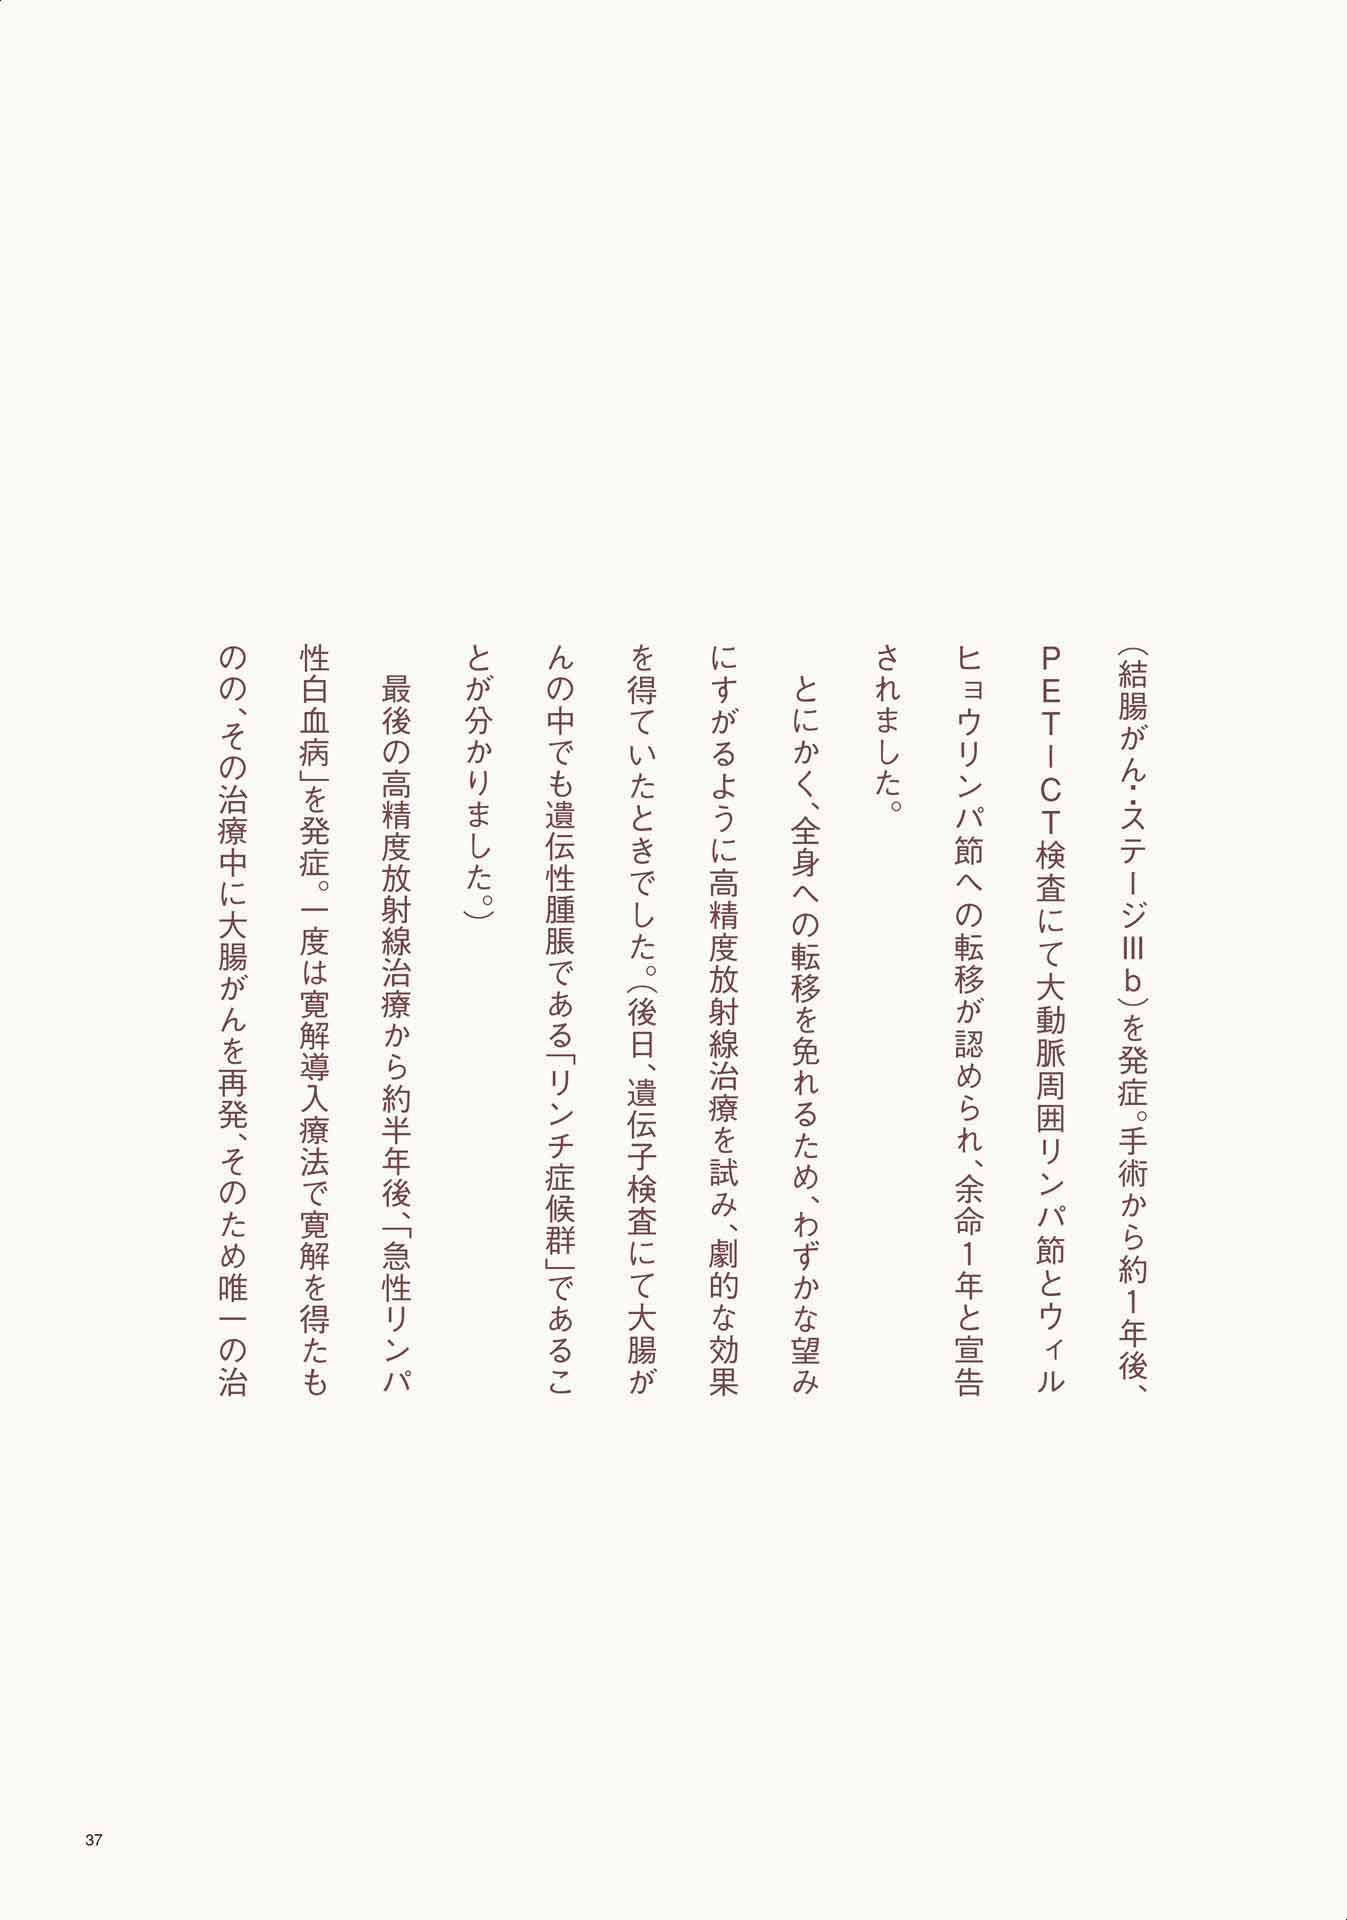 （結腸がん：ステージⅢb）を発症。手術から約1年後、
PET−CT検査にて大動脈周囲リンパ節とウィル
ヒョウリンパ節への転移が認められ、余命1年と宣告
されました。
　とにかく、全身への転移を免れるため、わずかな望み
にすがるように高精度放射線治療を試み、劇的な効果
を得ていたときでした。（後日、遺伝子検査にて大腸が
んの中でも遺伝性腫脹である「リンチ症候群」であるこ
とが分かりました。）
　最後の高精度放射線治療から約半年後、「急性リンパ
性白血病」を発症。一度は寛解導入療法で寛解を得たも
のの、その治療中に大腸がんを再発、そのため唯一の治
37